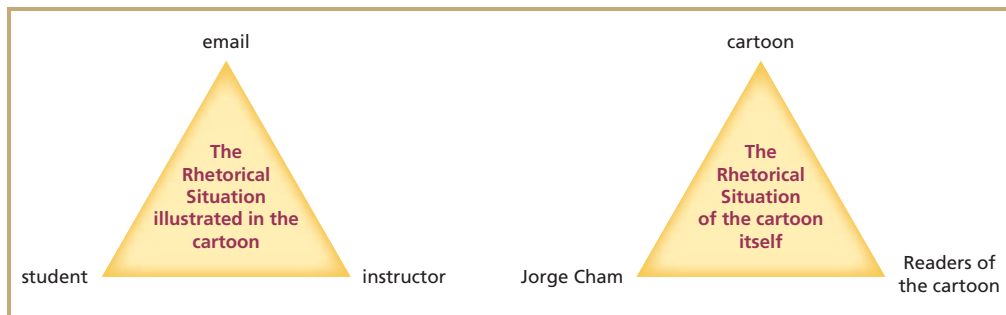 email
The
Rhetorical
Situation
illustrated in the
cartoon
student
instructor
cartoon
The
Rhetorical
Situation
of the cartoon
itself
Jorge Cham
Readers of
the cartoon